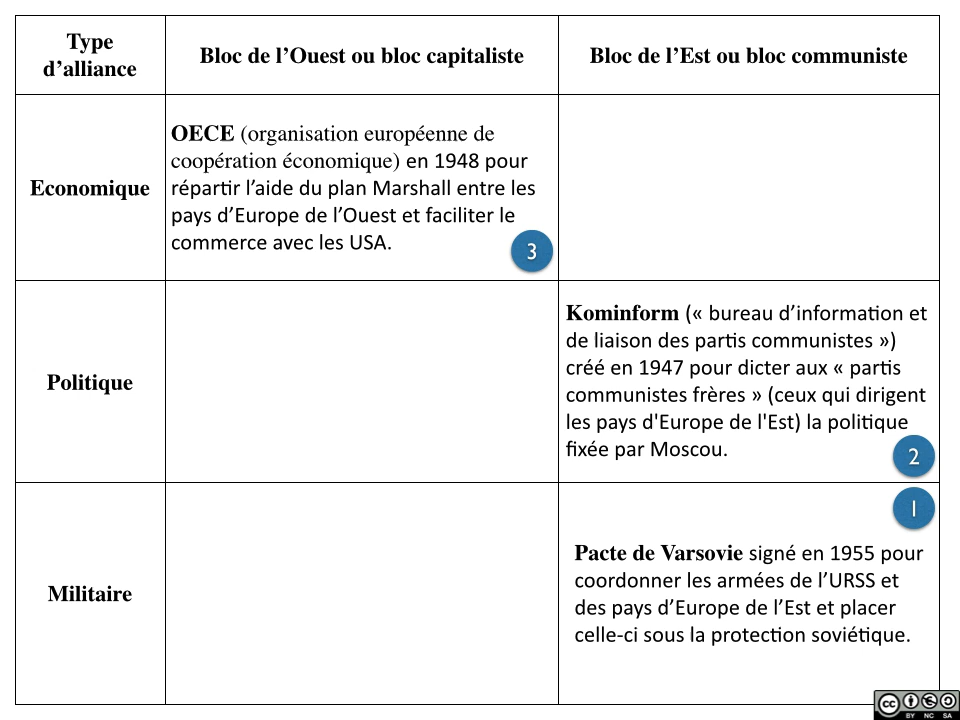 Type
d’alliance
Bloc de l’Ouest ou bloc capitaliste
Bloc de l’Est ou bloc communiste
Economique
OECE (organisation européenne de
coopération économique) en 1948 pour
répartir l’aide du plan Marshall entre les
pays d’Europe de l’Ouest et faciliter le
commerce avec les USA.
3
Politique
Kominform (« bureau d’information et
de liaison des partis communistes »)
créé en 1947 pour dicter aux « partis
communistes frères » (ceux qui dirigent
les pays d'Europe de l'Est) la politique
fixée par Moscou.
2
Militaire
1
Pacte de Varsovie signé en 1955 pour
coordonner les armées de l’URSS et
des pays d’Europe de l’Est et placer
celle-ci sous la protection soviétique.
cc
BY NC SA